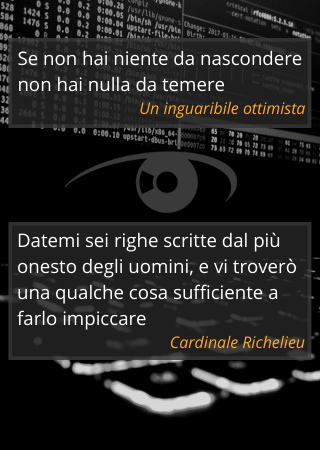 Se non hai niente da nascondere
non hai nulla da temere
Un inguaribile ottimista
Datemi sei righe scritte dal più
onesto degli uomini, e vi troverò
una qualche cosa sufficiente a
farlo impiccare
Cardinale Richelieu